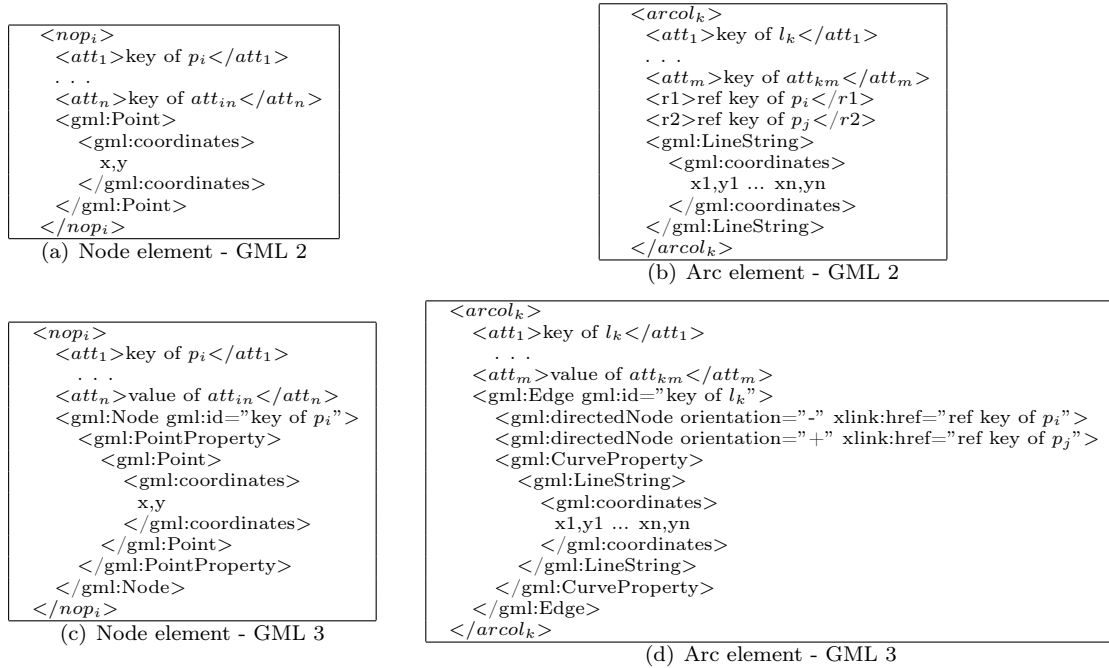 <nop_i>
<att_1>key of p_i</att_1>
. . .
<att_n>key of att_in</att_n>
<gml:Point>
<gml:coordinates>
x,y
</gml:coordinates>
</gml:Point>
</nop_i>
(a) Node element - GML 2
<arcol_k>
<att_1>key of l_k</att_1>
. . .
<att_m>key of att_km</att_m>
<r1>ref key of p_i</r1>
<r2>ref key of p_j</r2>
<gml:LineString>
<gml:coordinates>
x1,y1 ... xn,yn
</gml:coordinates>
</gml:LineString>
</arcol_k>
(b) Arc element - GML 2
<nop_i>
<att_1>key of p_i</att_1>
. . .
<att_n>value of att_in</att_n>
<gml:Node gml:id="key of p_i">
<gml:PointProperty>
<gml:Point>
<gml:coordinates>
x,y
</gml:coordinates>
</gml:Point>
</gml:PointProperty>
</gml:Node>
</nop_i>
(c) Node element - GML 3
<arcol_k>
<att_1>key of l_k</att_1>
. . .
<att_m>value of att_km</att_m>
<gml:Edge gml:id="key of l_k">
<gml:directedNode orientation="-" xlink:href="ref key of p_i">
<gml:directedNode orientation="+" xlink:href="ref key of p_j">
<gml:CurveProperty>
<gml:LineString>
<gml:coordinates>
x1,y1 ... xn,yn
</gml:coordinates>
</gml:LineString>
</gml:CurveProperty>
</gml:Edge>
</arcol_k>
(d) Arc element - GML 3